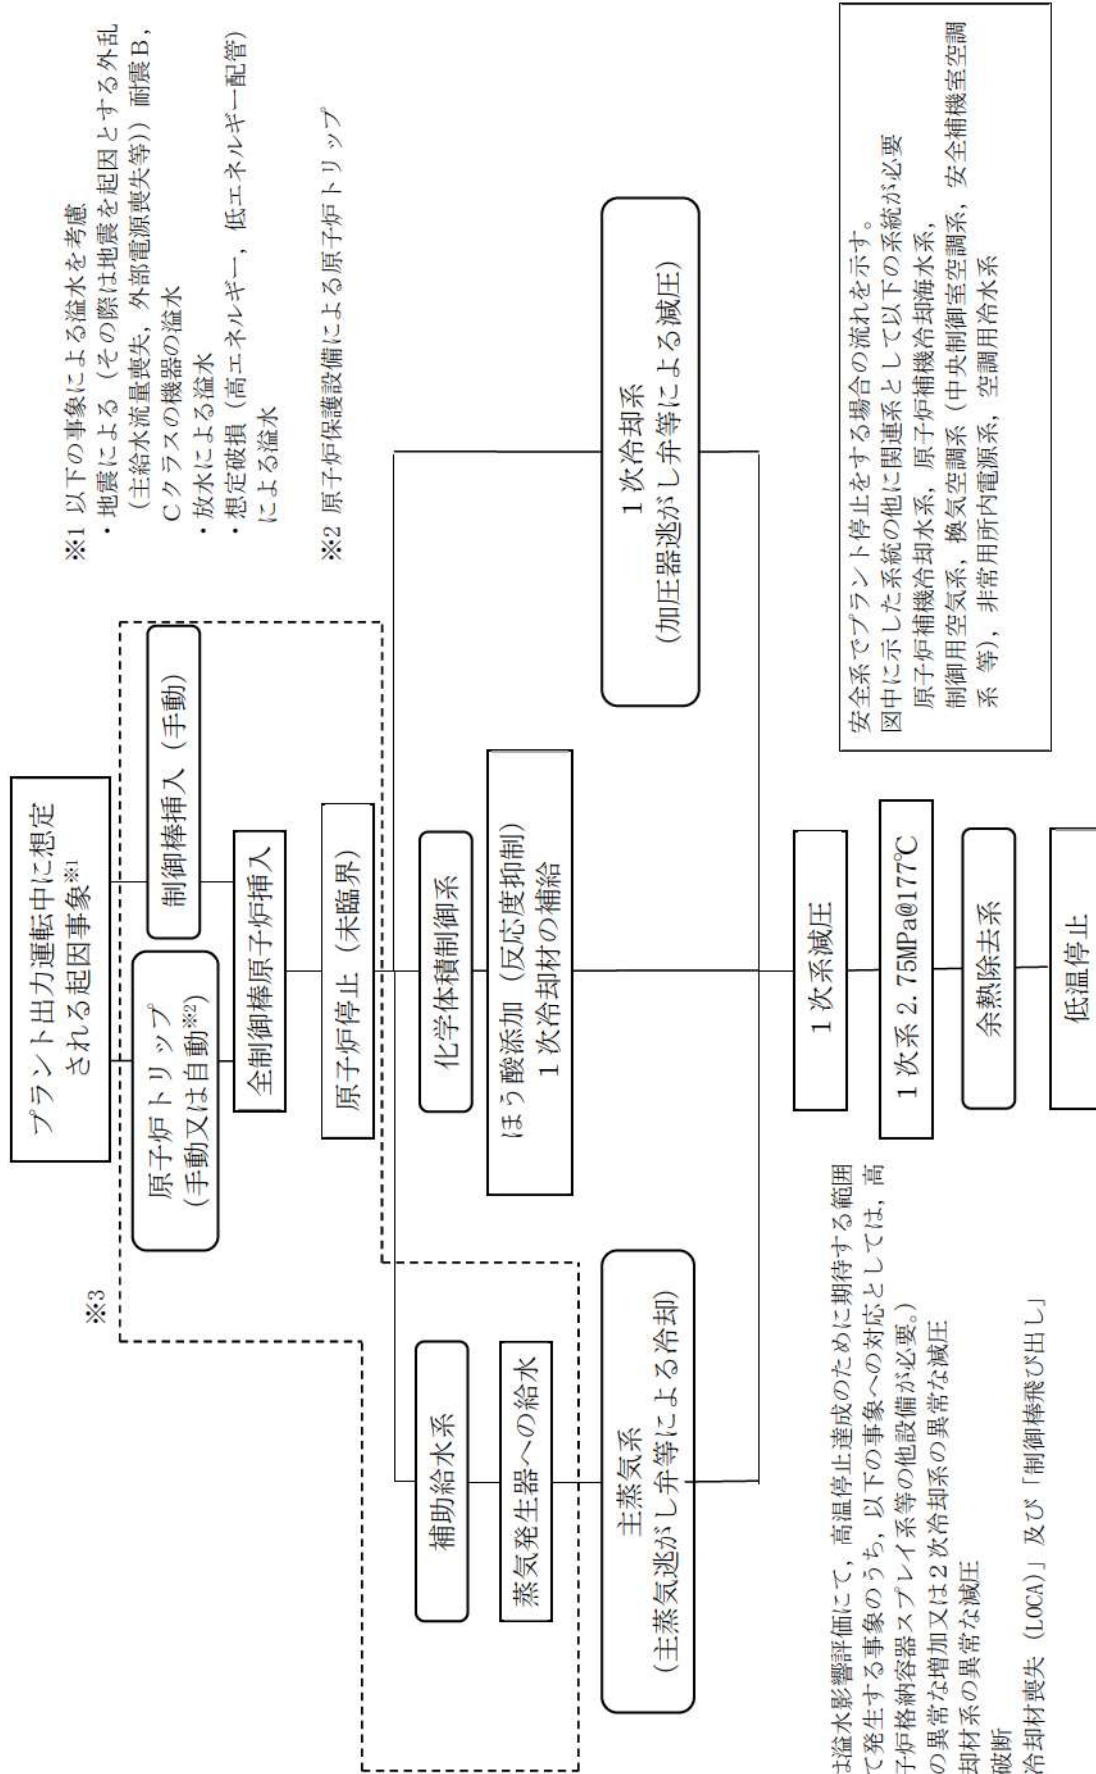 プラント出力運転中に想定
される起因事象※1
※3
原子炉トリップ
(手動又は自動※2)
制御棒挿入（手動）
全制御棒原子炉挿入
原子炉停止（未臨界）
※1 以下の事象による溢水を考慮
・地震による（その際は地震を起因とする外乱
（主給水流量喪失，外部電源喪失等)）耐震Ｂ，
Ｃクラスの機器の溢水
・放水による溢水
・想定破損（高エネルギー，低エネルギー配管）
による溢水
※2 原子炉保護設備による原子炉トリップ
補助給水系
蒸気発生器への給水
主蒸気系
(主蒸気逃がし弁等による冷却)
化学体積制御系
ほう酸添加（反応度抑制）
１次冷却材の補給
１次冷却系
(加圧器逃がし弁等による減圧)
１次系減圧
１次系 2.75MPa@177℃
余熱除去系
低温停止
は溢水影響評価にて，高温停止達成のために期待する範囲
て発生する事象のうち，以下の事象への対応としては，高
子炉格納容器スプレイ系等の他設備が必要。）
の異常な増加又は２次冷却系の異常な減圧
却材系の異常な減圧
破断
冷却材喪失（LOCA)」及び「制御棒飛び出し」
安全系でプラント停止をする場合の流れを示す。
図中に示した系統の他に関連系として以下の系統が必要
原子炉補機冷却水系，原子炉補機冷却海水系，
制御用空気系，換気空調系（中央制御室空調系，安全補機室空調
系 等)，非常用所内電源系，空調用冷水系